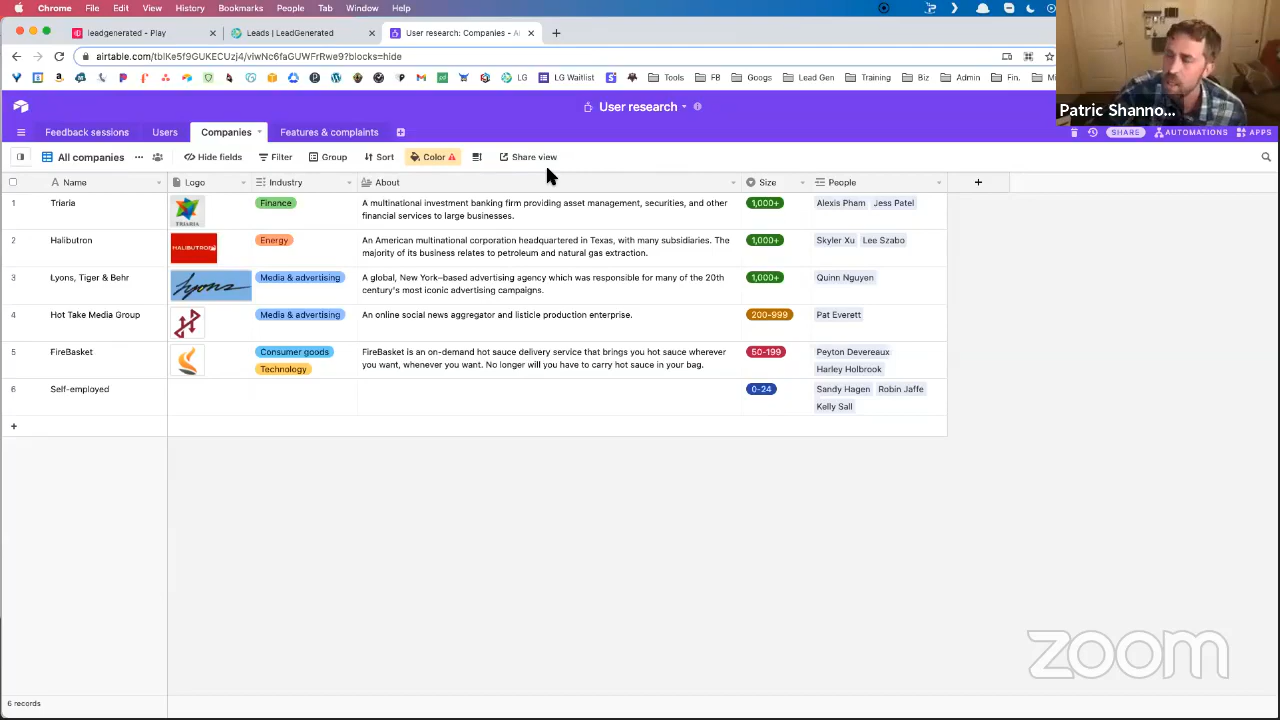 Chrome File Edit View History Bookmarks People Tab Window Help
leadgenerated - Play
Leads | LeadGenerated
User research: Companies - Ai
airtable.com/tblKe5f9GUKECUzj4/viwNc6faGUWFrRwe9?blocks=hide
LG LG Waitlist Tools FB Googs Lead Gen Training Biz Admin Fin.
User research
Patric Shanno...
Feedback sessions Users Companies Features & complaints
SHARE AUTOMATIONS APPS
All companies Hide fields Filter Group Sort Color Share view
Name Logo Industry About Size People
1 Triaria TRIARIA Finance A multinational investment banking firm providing asset management, securities, and other 1,000+ Alexis Pham Jess Patel
financial services to large businesses.
2 Halibutron HALIBUTRON Energy An American multinational corporation headquartered in Texas, with many subsidiaries. The 1,000+ Skyler Xu Lee Szabo
majority of its business relates to petroleum and natural gas extraction.
3 Lyons, Tiger & Behr lyons Media & advertising A global, New York–based advertising agency which was responsible for many of the 20th 1,000+ Quinn Nguyen
century's most iconic advertising campaigns.
4 Hot Take Media Group Media & advertising An online social news aggregator and listicle production enterprise. 200-999 Pat Everett
5 FireBasket Consumer goods FireBasket is an on-demand hot sauce delivery service that brings you hot sauce wherever 50-199 Peyton Devereaux
Technology you want, whenever you want. No longer will you have to carry hot sauce in your bag. Harley Holbrook
6 Self-employed 0-24 Sandy Hagen Robin Jaffe
Kelly Sall
zoom
6 records